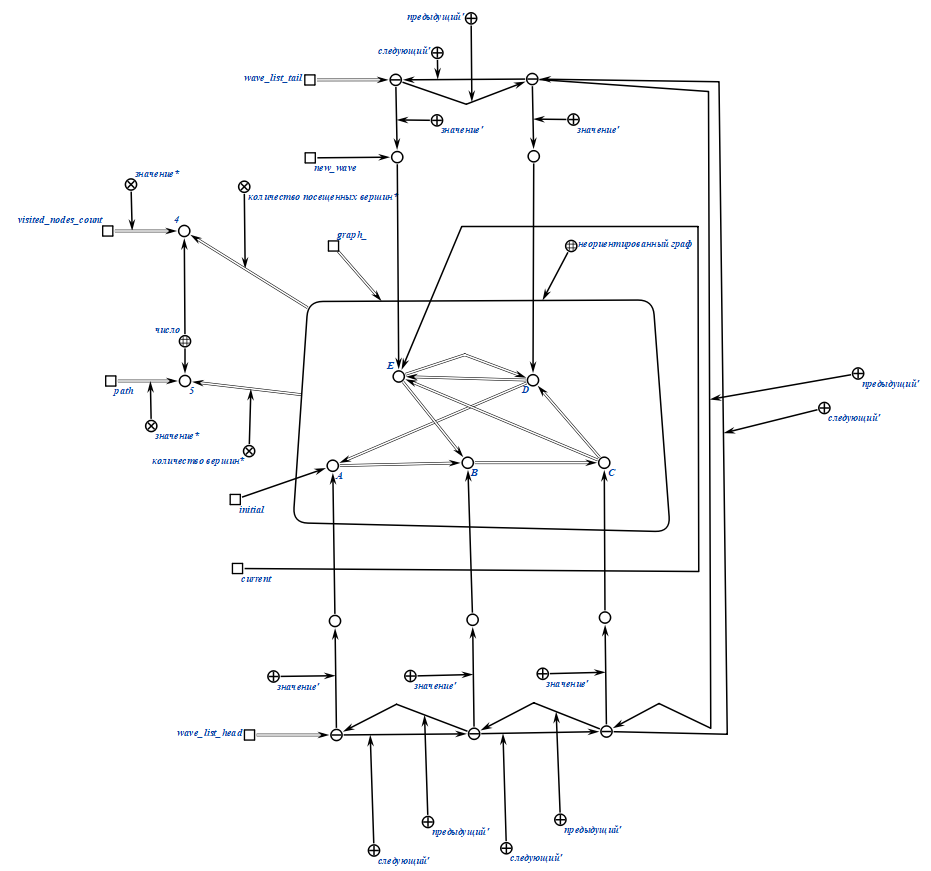 предыдущий'
следующий'
wave_list_tail
значение'
значение'
new_wave
значение*
количество посещенных вершин*
visited_nodes_count
4
graph_
неориентированный граф
число
E
D
path
5
предыдущий'
следующий'
значение*
количество вершин*
A
B
C
initial
current
значение'
значение'
значение'
wave_list_head
предыдущий'
предыдущий'
следующий'
следующий'